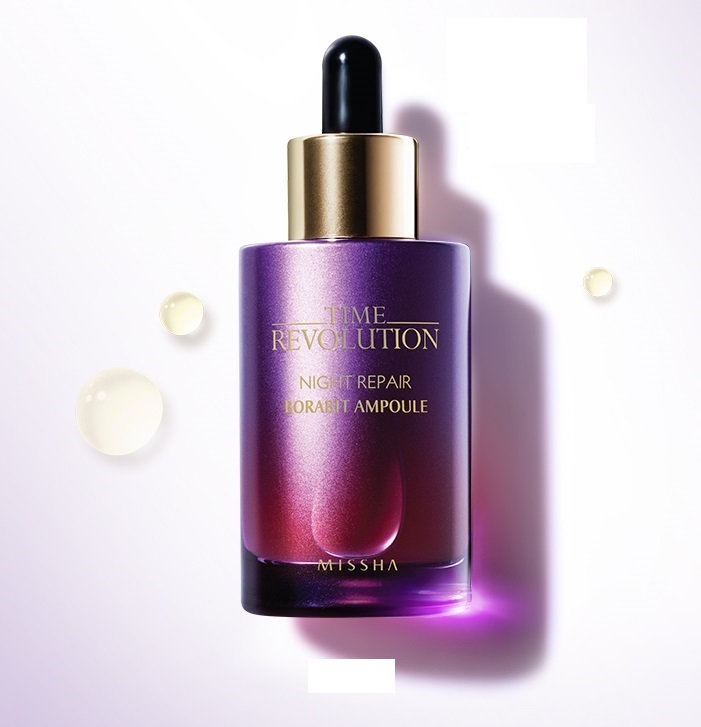 TIME
REVOLUTION
NIGHT REPAIR
BORABIT AMPOULE
MISSHA